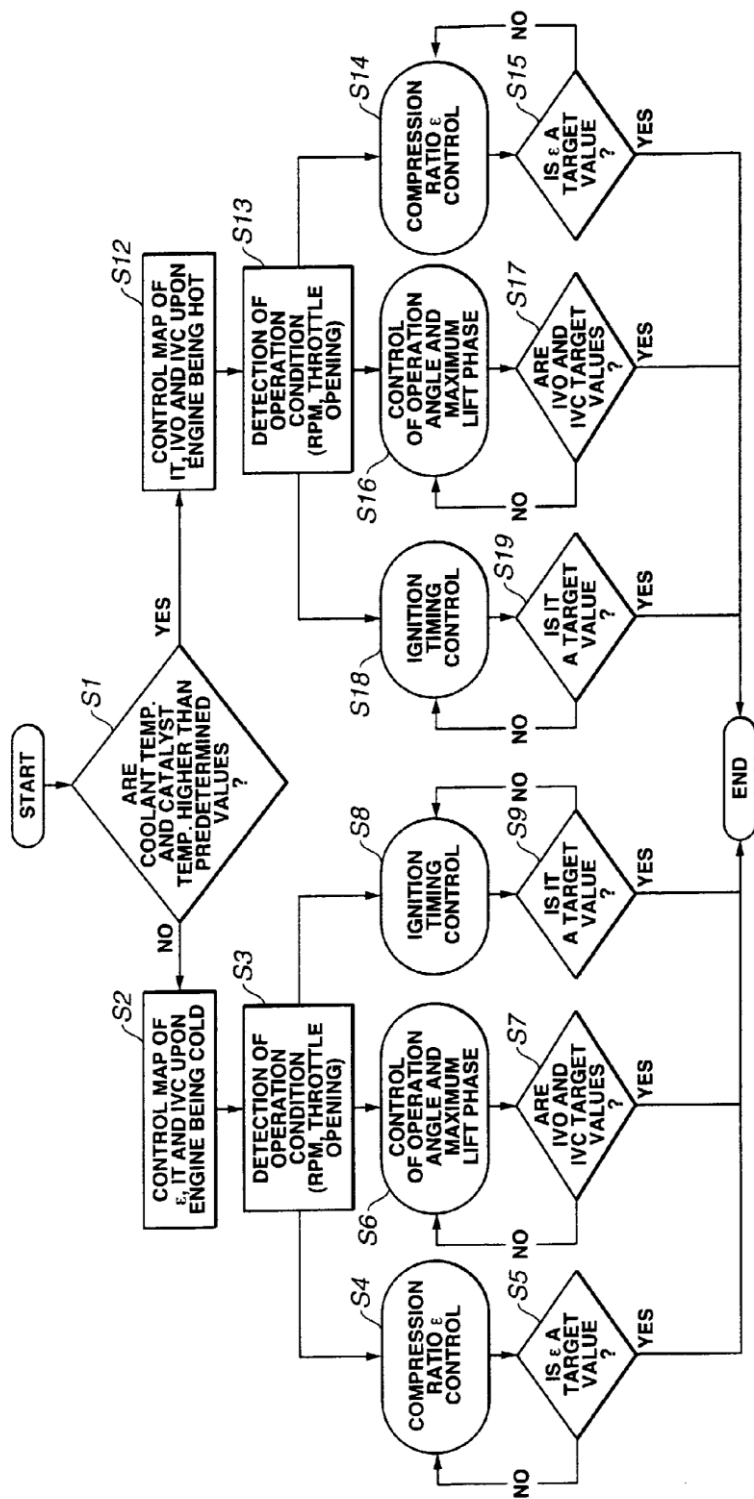 START
ARE
COOLANT TEMP.
AND CATALYST
TEMP. HIGHER THAN
PREDETERMINED
VALUES
?
S1
NO
YES
S2
CONTROL MAP OF
ε, IT AND IVC UPON
ENGINE BEING COLD
S3
DETECTION OF
OPERATION
CONDITION
(RPM, THROTTLE
OPENING)
S4
COMPRESSION
RATIO ε
CONTROL
S5
IS ε A
TARGET
VALUE
?
NO
YES
S6
CONTROL
OF OPERATION
ANGLE AND
MAXIMUM
LIFT PHASE
S7
ARE
IVO AND
IVC TARGET
VALUES
?
NO
YES
S8
IGNITION
TIMING
CONTROL
S9
IS IT
A TARGET
VALUE
?
NO
YES
S12
CONTROL MAP OF
IT, IVO AND IVC UPON
ENGINE BEING HOT
S13
DETECTION OF
OPERATION
CONDITION
(RPM, THROTTLE
OPENING)
S18
IGNITION
TIMING
CONTROL
S19
IS IT
A TARGET
VALUE
?
NO
YES
S16
CONTROL
OF OPERATION
ANGLE AND
MAXIMUM
LIFT PHASE
S17
ARE
IVO AND
IVC TARGET
VALUES
?
NO
YES
S14
COMPRESSION
RATIO ε
CONTROL
S15
IS ε A
TARGET
VALUE
?
NO
YES
END